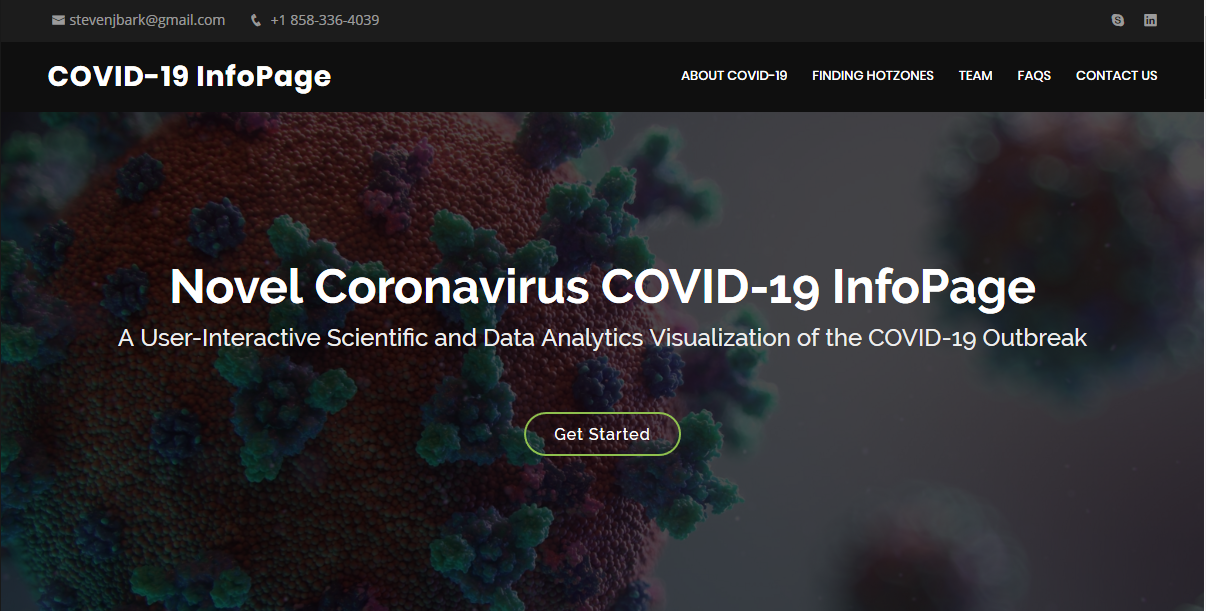 stevenjbark@gmail.com +1 858-336-4039
COVID-19 InfoPage
ABOUT COVID-19 FINDING HOTZONES TEAM FAQS CONTACT US
Novel Coronavirus COVID-19 InfoPage
A User-Interactive Scientific and Data Analytics Visualization of the COVID-19 Outbreak
Get Started